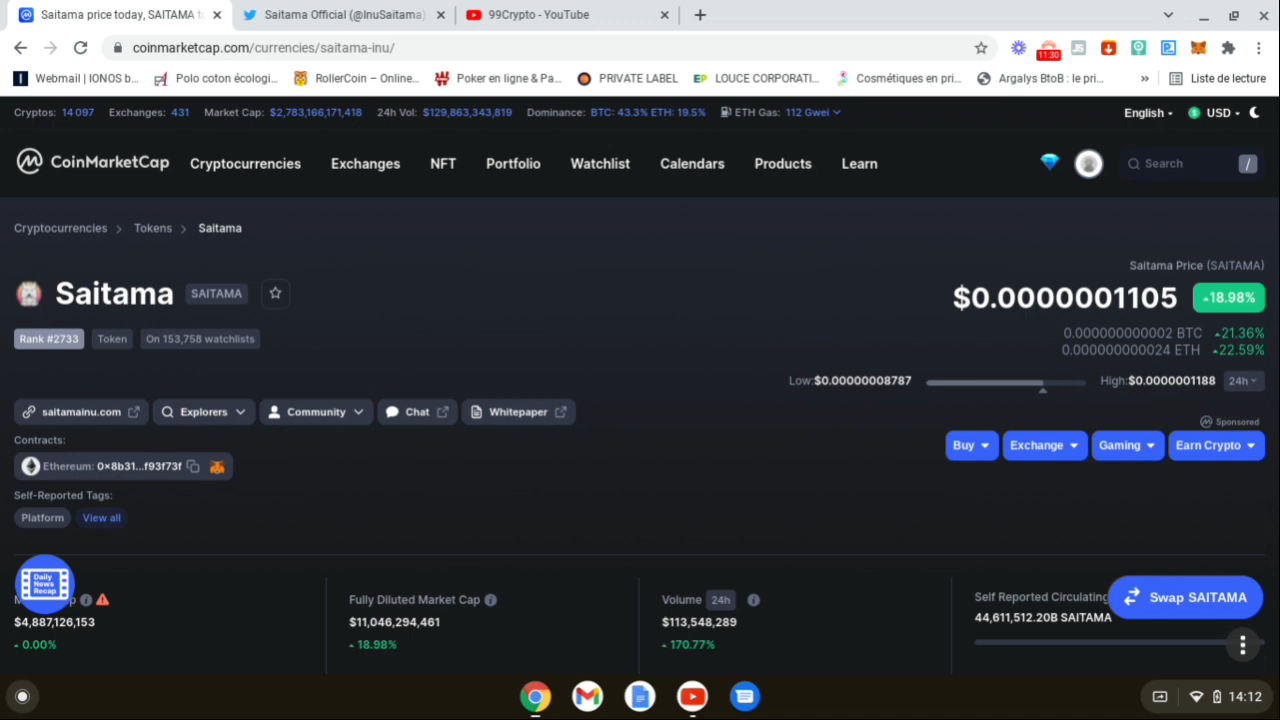 Saitama price today, SAITAMA to
Saitama Official (@InuSaitama)
99Crypto - YouTube
coinmarketcap.com/currencies/saitama-inu/
11:30
Webmail | IONOS b...
Polo coton écologi...
RollerCoin – Online...
Poker en ligne & Pa...
PRIVATE LABEL
EP LOUCE CORPORATI...
Cosmétiques en pri...
Argalys BtoB : le pri...
»
Liste de lecture
Cryptos: 14 097 Exchanges: 431 Market Cap: $2,783,166,171,418 24h Vol: $129,863,343,819 Dominance: BTC: 43.3% ETH: 19.5% ETH Gas: 112 Gwei
English USD
CoinMarketCap Cryptocurrencies Exchanges NFT Portfolio Watchlist Calendars Products Learn Search /
Cryptocurrencies > Tokens > Saitama
Saitama Price (SAITAMA)
Saitama SAITAMA
$0.0000001105 18.98%
Rank #2733 Token On 153,758 watchlists
0.000000000002 BTC 21.36%
0.000000000024 ETH 22.59%
Low:$0.00000008787 High:$0.0000001188 24h
saitamainu.com Explorers Community Chat Whitepaper
Sponsored
Contracts:
Buy Exchange Gaming Earn Crypto
Ethereum: 0x8b31...f93f73f
Self-Reported Tags:
Platform View all
Daily
News
Recap
Fully Diluted Market Cap
Volume 24h
Self Reported Circulating
Swap SAITAMA
$4,887,126,153
$11,046,294,461
$113,548,289
44,611,512.20B SAITAMA
0.00%
18.98%
170.77%
14:12